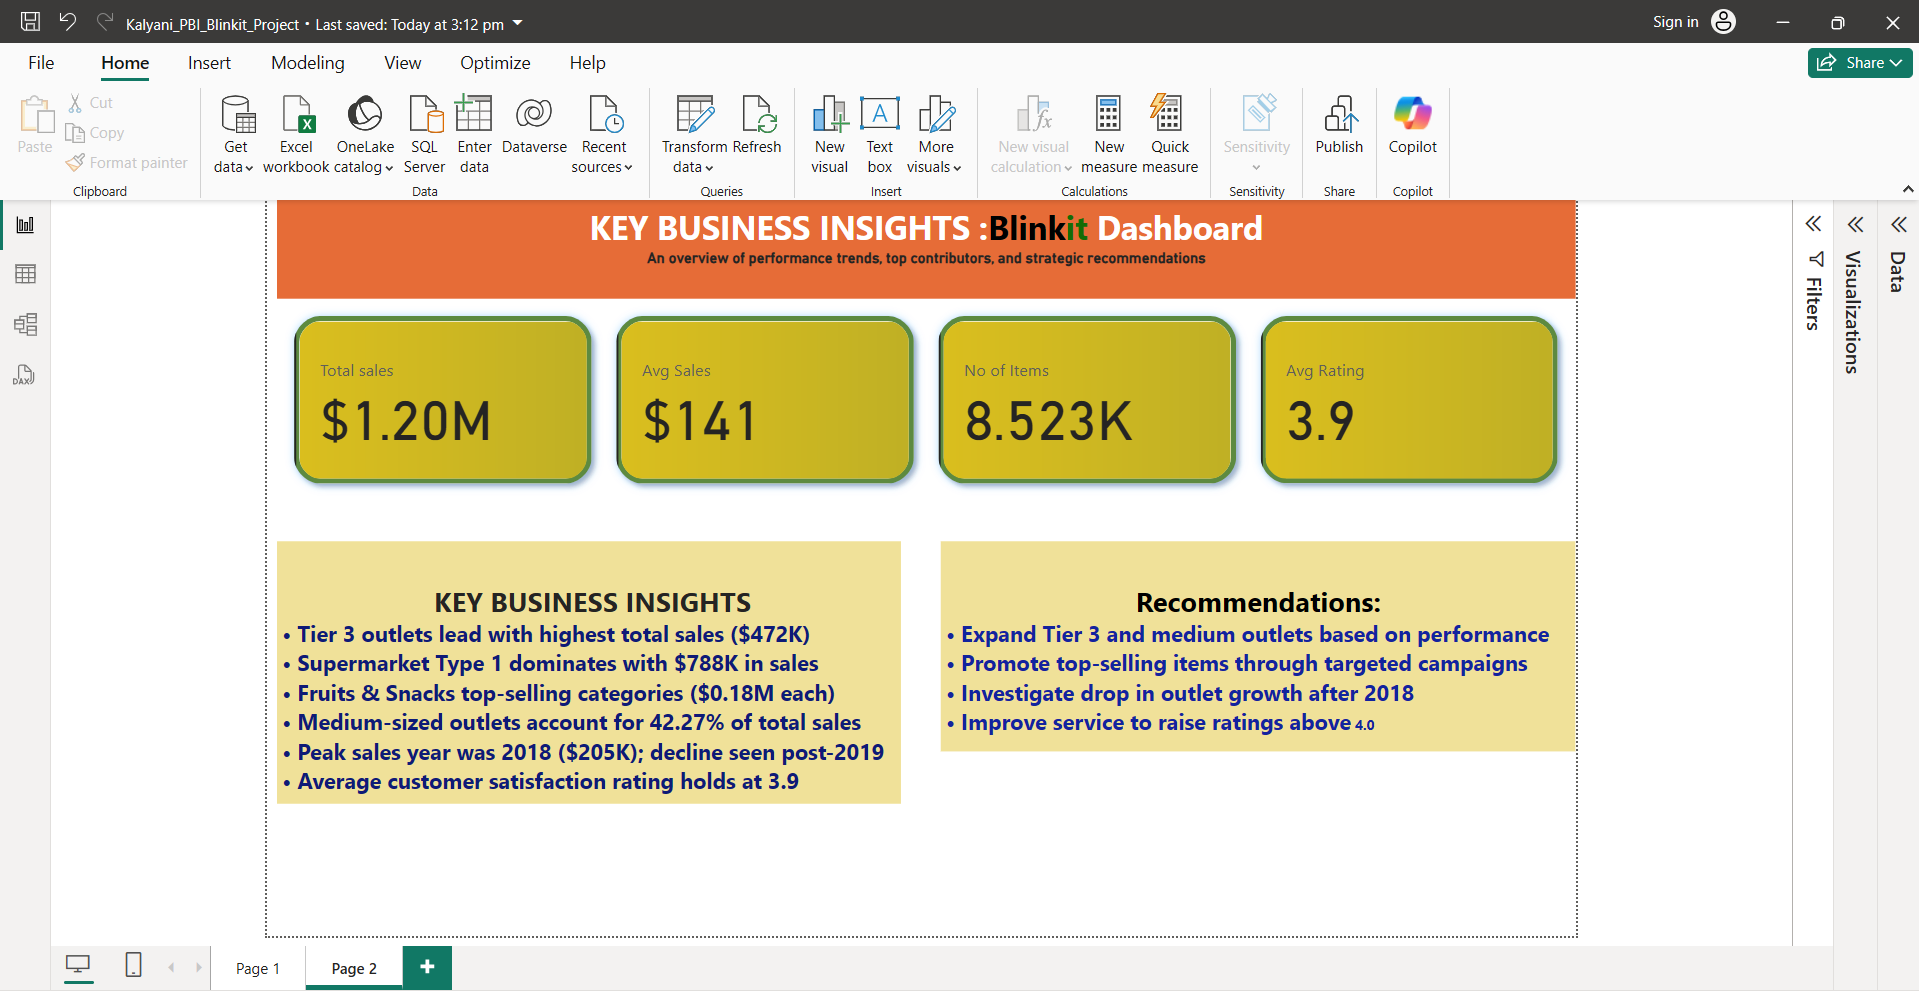 Kalyani_PBI_Blinkit_Project • Last saved: Today at 3:12 pm
Sign in
File Home Insert Modeling View Optimize Help
Share
Paste
Cut
Copy
Format painter
Clipboard
Get data
Excel workbook
OneLake catalog
SQL Server
Enter data
Dataverse
Recent sources
Data
Transform data
Refresh
Queries
New visual
A
Text box
More visuals
Insert
New visual calculation
New measure
Quick measure
Calculations
Sensitivity
Sensitivity
Publish
Share
Copilot
Copilot
DAX
KEY BUSINESS INSIGHTS :Blinkit Dashboard
An overview of performance trends, top contributors, and strategic recommendations
Total sales
$1.20M
Avg Sales
$141
No of Items
8.523K
Avg Rating
3.9
KEY BUSINESS INSIGHTS
• Tier 3 outlets lead with highest total sales ($472K)
• Supermarket Type 1 dominates with $788K in sales
• Fruits & Snacks top-selling categories ($0.18M each)
• Medium-sized outlets account for 42.27% of total sales
• Peak sales year was 2018 ($205K); decline seen post-2019
• Average customer satisfaction rating holds at 3.9
Recommendations:
• Expand Tier 3 and medium outlets based on performance
• Promote top-selling items through targeted campaigns
• Investigate drop in outlet growth after 2018
• Improve service to raise ratings above 4.0
Filters
Visualizations
Data
Page 1
Page 2